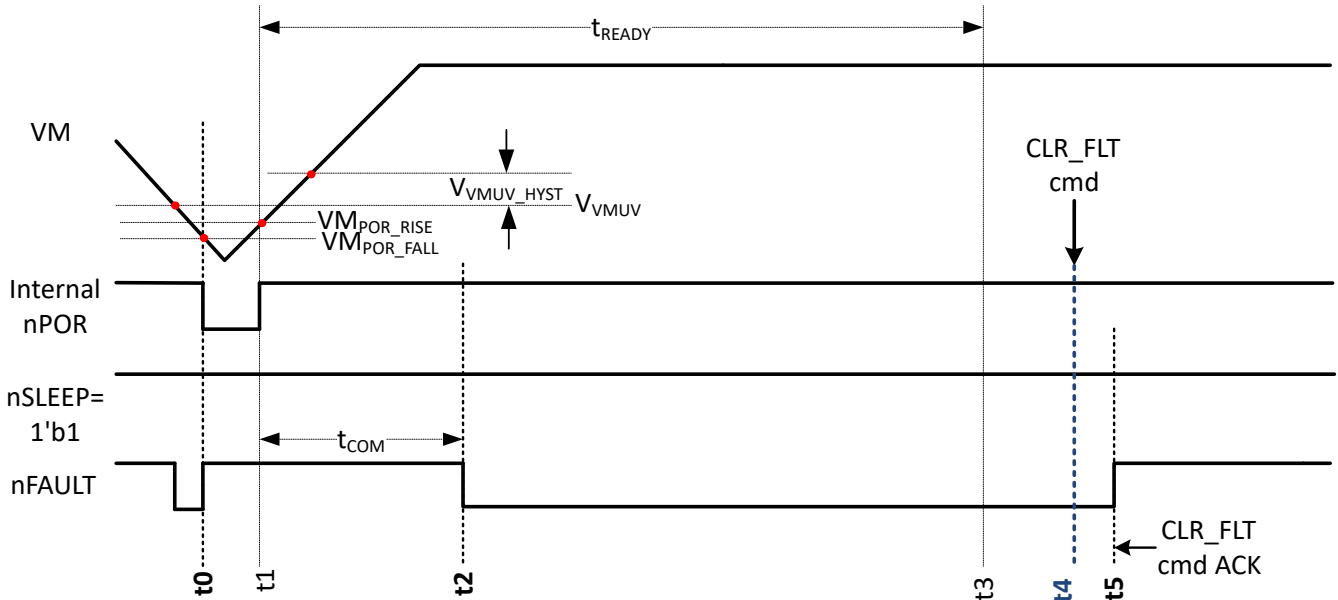 tREADY
VM
CLR_FLT
cmd
VVMUV_HYST
VVMUV
VMPOR_RISE
VMPOR_FALL
Internal
nPOR
nSLEEP=
1'b1
tCOM
nFAULT
CLR_FLT
cmd ACK
t0
t1
t2
t3
t4
t5